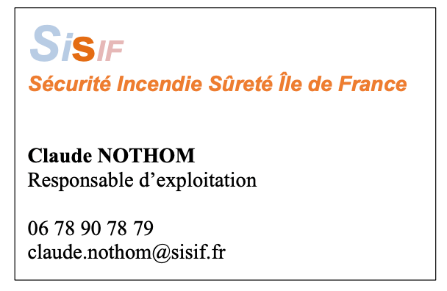 SiSIF
Sécurité Incendie Sûreté Île de France
Claude NOTHOM
Responsable d’exploitation
06 78 90 78 79
claude.nothom@sisif.fr